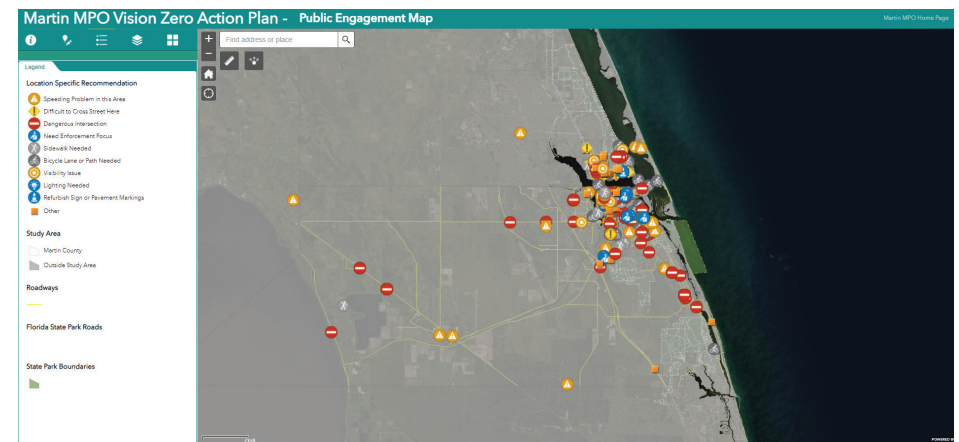 Martin MPO Vision Zero Action Plan - Public Engagement Map
Martin MPO Home Page
Find address or place
Legend
Location Specific Recommendation
Speeding Problem in this Area
Difficult to Cross Street Here
Dangerous Intersection
Need Enforcement Focus
Sidewalk Needed
Bicycle Lane or Path Needed
Visibility Issue
Lighting Needed
Refurbish Sign or Pavement Markings
Other
Study Area
Martin County
Outside Study Area
Roadways
Florida State Park Roads
State Park Boundaries
POWERED BY